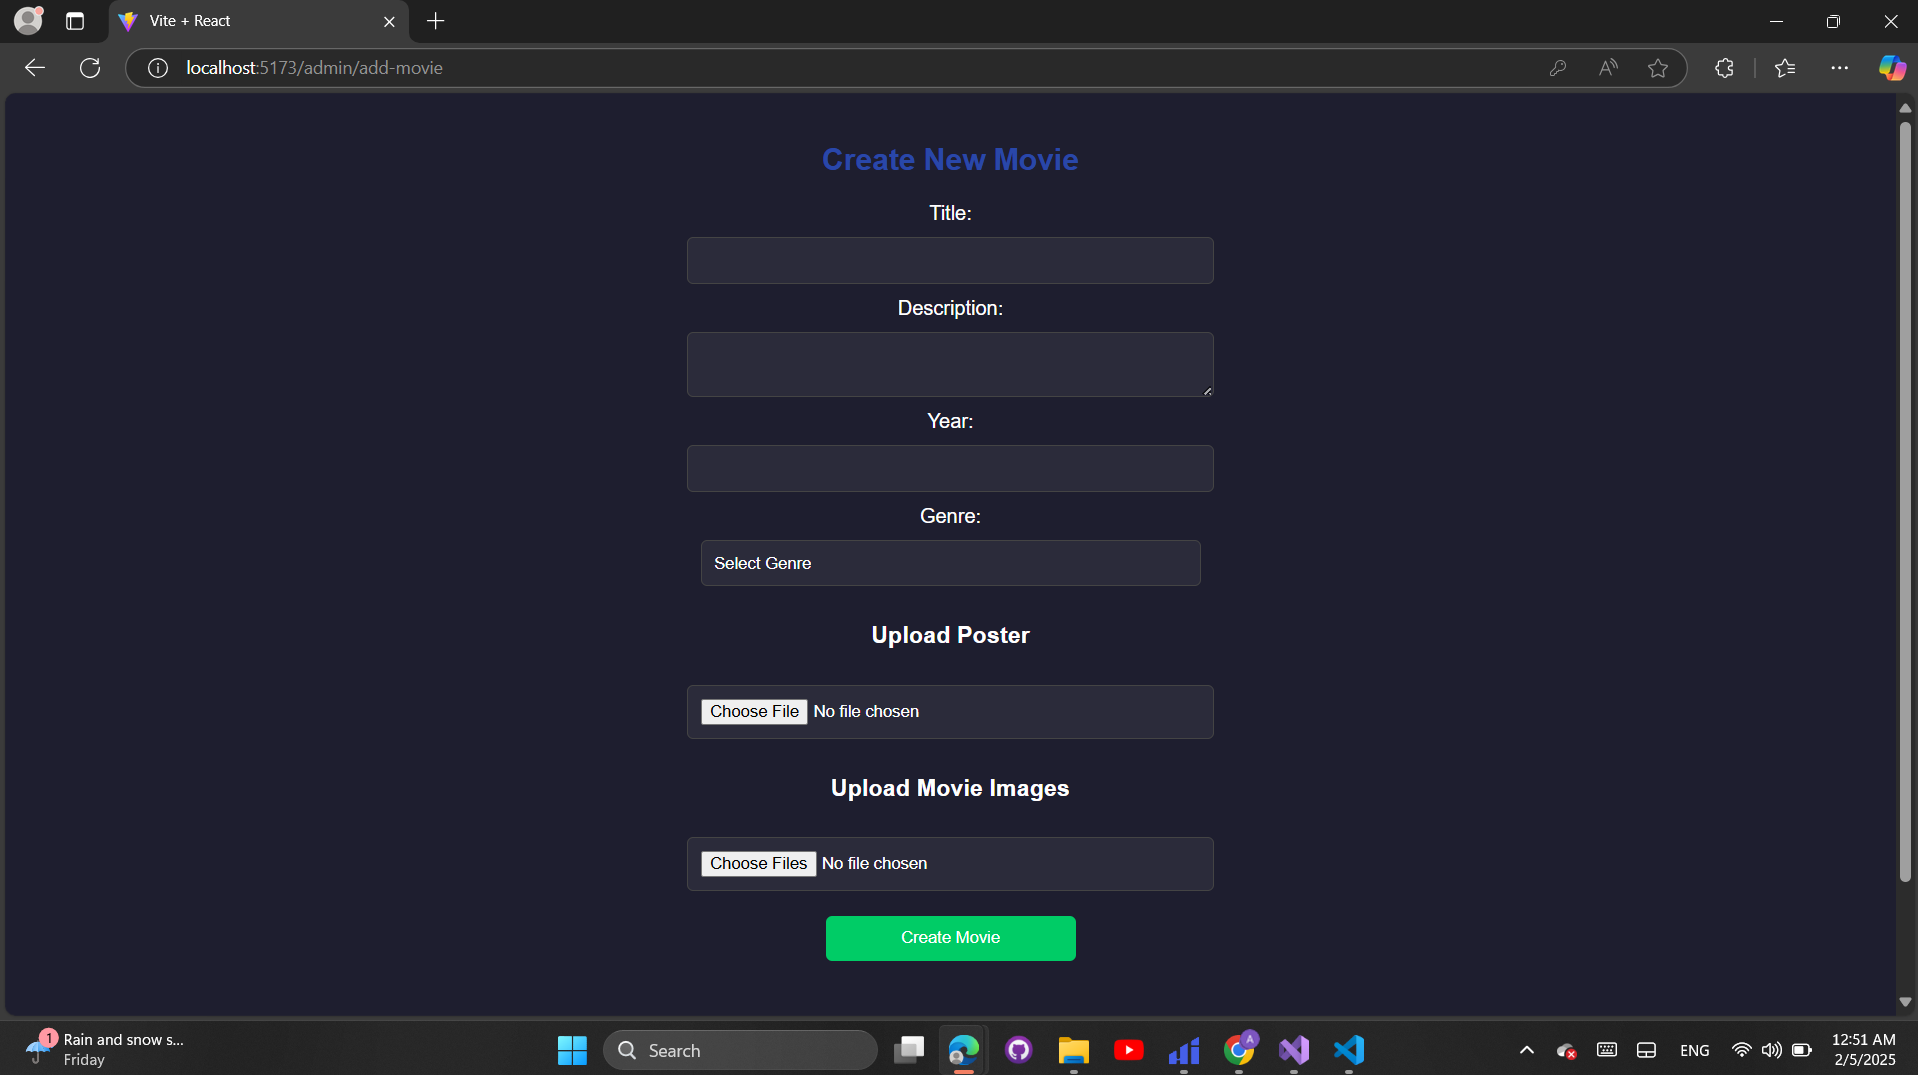 Vite + React
localhost:5173/admin/add-movie
Create New Movie
Title:
Description:
Year:
Genre:
Select Genre
Upload Poster
Choose File No file chosen
Upload Movie Images
Choose Files No file chosen
Create Movie
1
Rain and snow s...
Friday
Search
A
ENG
12:51 AM
2/5/2025